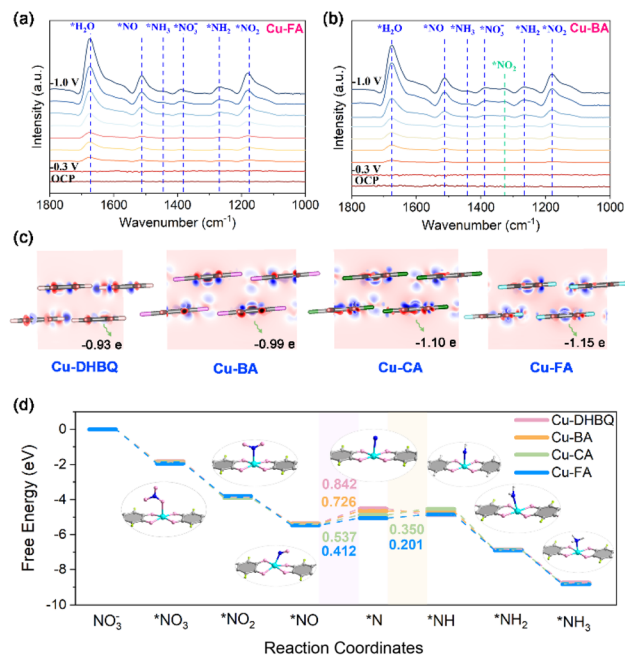 (a)
*H₂O *NO *NH₃ *NO₃⁻ *NH₂ *NO₂ Cu-FA
-1.0 V
-0.3 V
OCP
Intensity (a.u.)
1800 1600 1400 1200 1000
Wavenumber (cm⁻¹)
(b)
Cu-BA
*H₂O *NO *NH₃ *NO₃⁻ *NH₂ *NO₂
*NO₂
-1.0 V
-0.3 V
OCP
Intensity (a.u.)
1800 1600 1400 1200 1000
Wavenumber (cm⁻¹)
(c)
-0.93 e -0.99 e -1.10 e -1.15 e
Cu-DHBQ Cu-BA Cu-CA Cu-FA
(d)
Cu-DHBQ
Cu-BA
Cu-CA
Cu-FA
0
-2
-4
-6
-8
-10
Free Energy (eV)
0.842
0.726
0.537 0.350
0.412 0.201
NO₃⁻ *NO₃ *NO₂ *NO *N *NH *NH₂ *NH₃
Reaction Coordinates